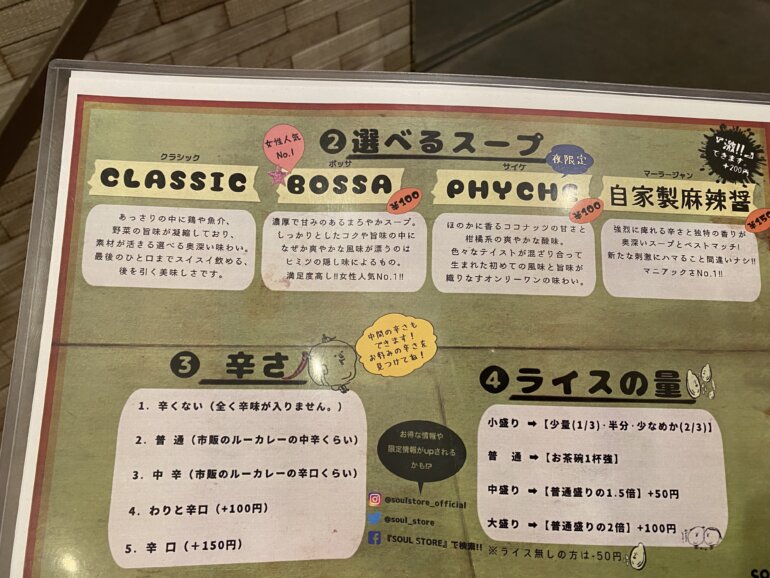 ❷選べるスープ
女性人気
No.1
クラシック
CLASSIC
あっさりの中に鶏や魚介、
野菜の旨味が凝縮しており、
素材が活きる選べる奥深い味わい。
最後のひと口までスイスイ飲める、
後を引く美味しさです。
ボッサ
BOSSA
+100
濃厚で甘みのあるまろやかスープ。
しっかりとしたコクや旨味の中に
なぜか爽やかな風味が漂うのは
ヒミツの隠し味によるもの。
満足度高し!!女性人気No.1!!
サイケ
夜限定
PHYCHE
+100
ほのかに香るココナッツの甘さと
柑橘系の爽やかな酸味。
色々なテイストが混ざり合って
生まれた初めての風味と旨味が
織りなすオンリーワンの味わい。
『激!!』
できます
+200円
マーラージャン
自家製麻辣醤
強烈に痺れる辛さと独特の香りが
奥深いスープとベストマッチ!
新たな刺激にハマること間違いナシ!!
マニアックさNo.1!!
❸ 辛さ
中間の辛さも
できます!
お好みの辛さを
見つけてね!
1. 辛くない(全く辛味が入りません。)
2. 普 通(市販のルーカレーの中辛くらい)
3. 中 辛(市販のルーカレーの辛口くらい)
4. わりと辛口(+100円)
5. 辛 口(+150円)
お得な情報や
限定情報がupされる
かも!?
@soulstore_official
@soul_store
『SOUL STORE』で検索!!
❹ライスの量
小盛り ➡【少量(1/3)・半分・少なめか(2/3)】
普 通 ➡【お茶碗1杯強】
中盛り ➡【普通盛りの1.5倍】+50円
大盛り ➡【普通盛りの2倍】+100円
※ライス無しの方は-50円